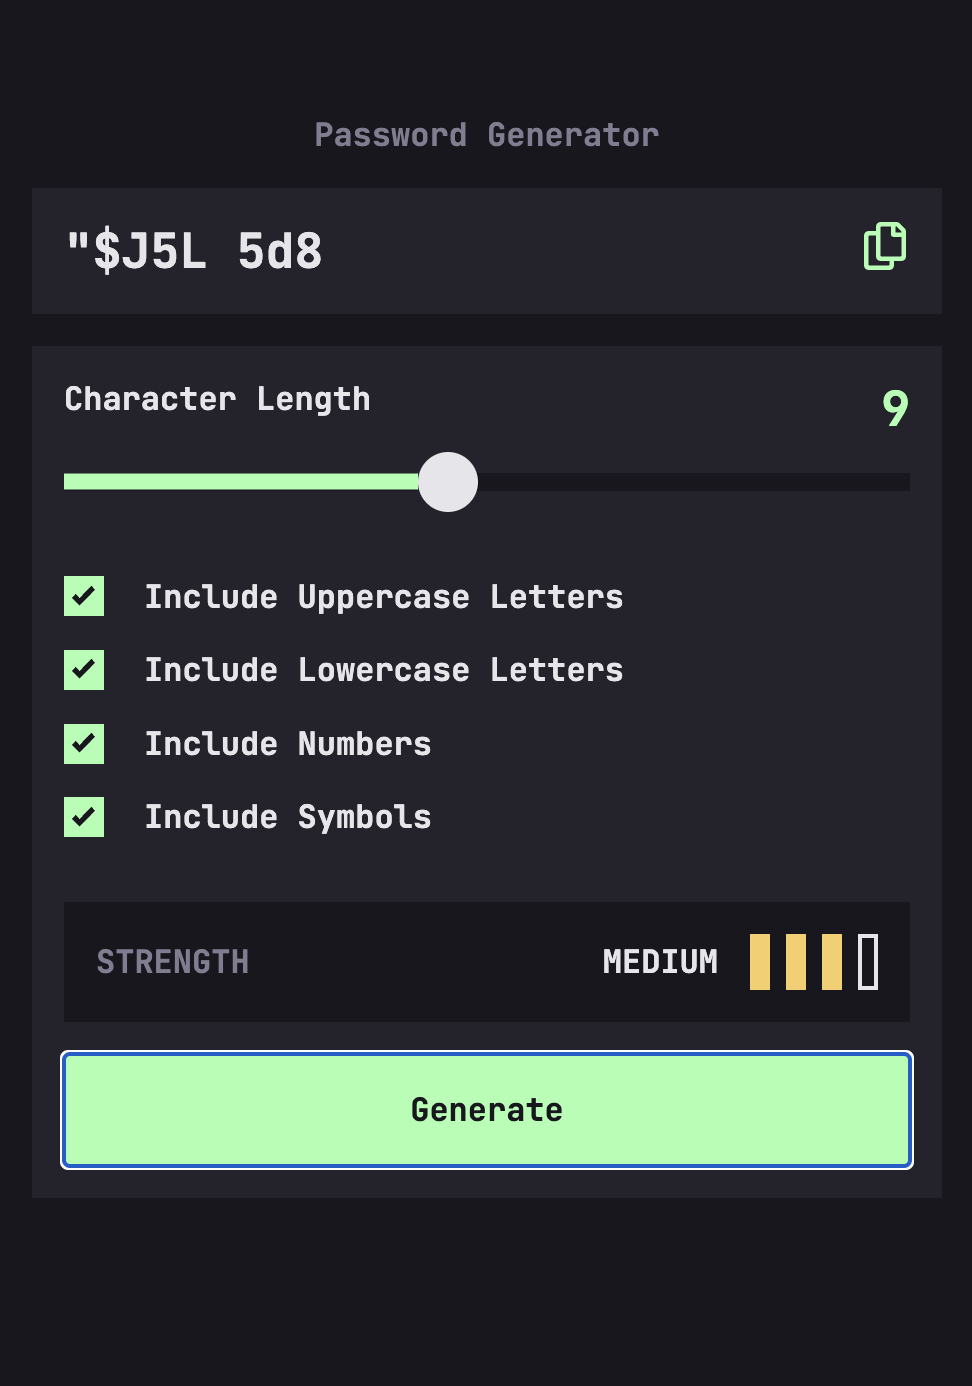 Password Generator
"$J5L 5d8
Character Length
9
Include Uppercase Letters
Include Lowercase Letters
Include Numbers
Include Symbols
STRENGTH MEDIUM
Generate